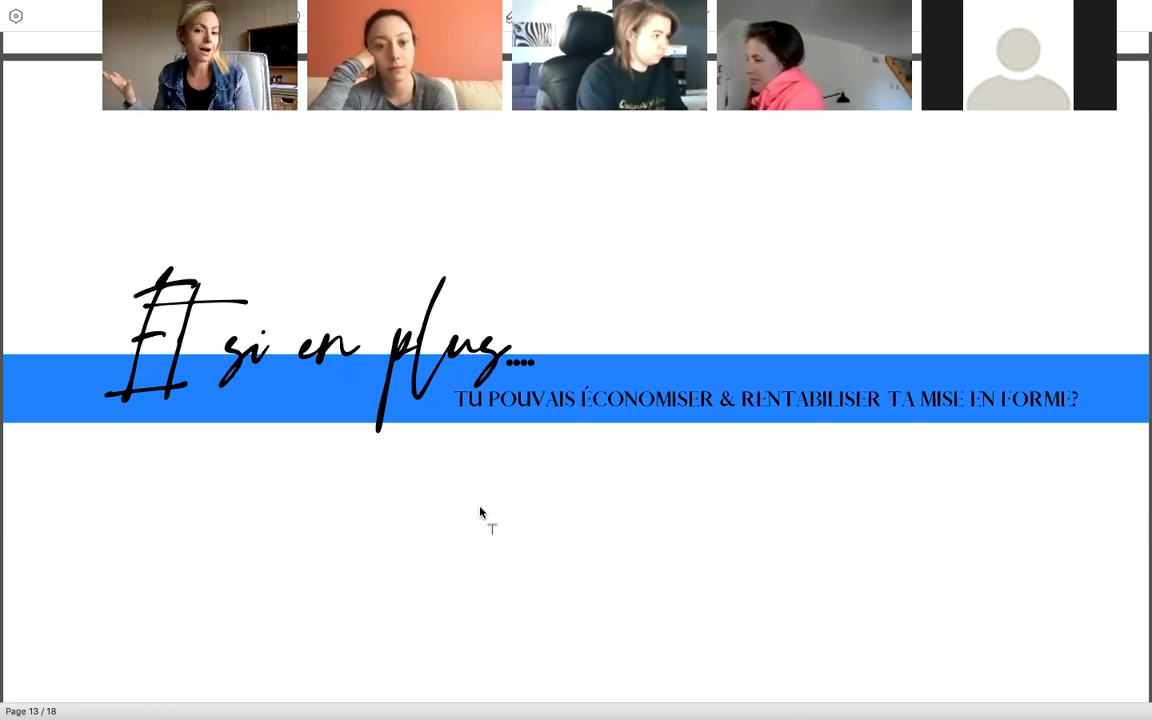 Et si en plus....
TU POUVAIS ÉCONOMISER & RENTABILISER TA MISE EN FORME?
Page 13 / 18